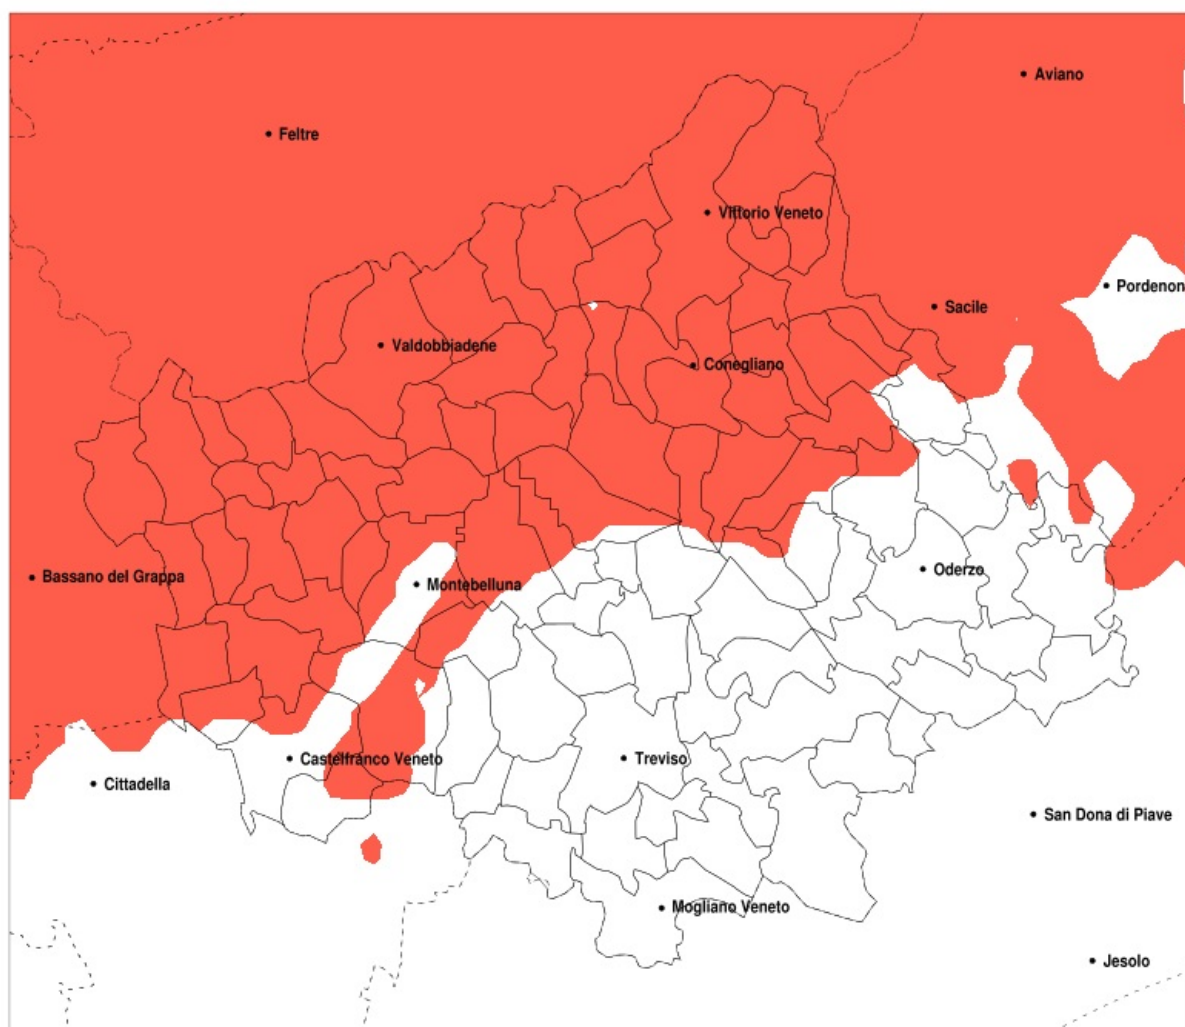 Aviano
Feltre
Vittorio Veneto
Pordenon
Sacile
Valdobbiadene
Conegliano
Oderzo
Bassano del Grappa
Montebelluna
Castelfranco Veneto
Treviso
Cittadella
San Dona di Piave
Mogliano Veneto
Jesolo